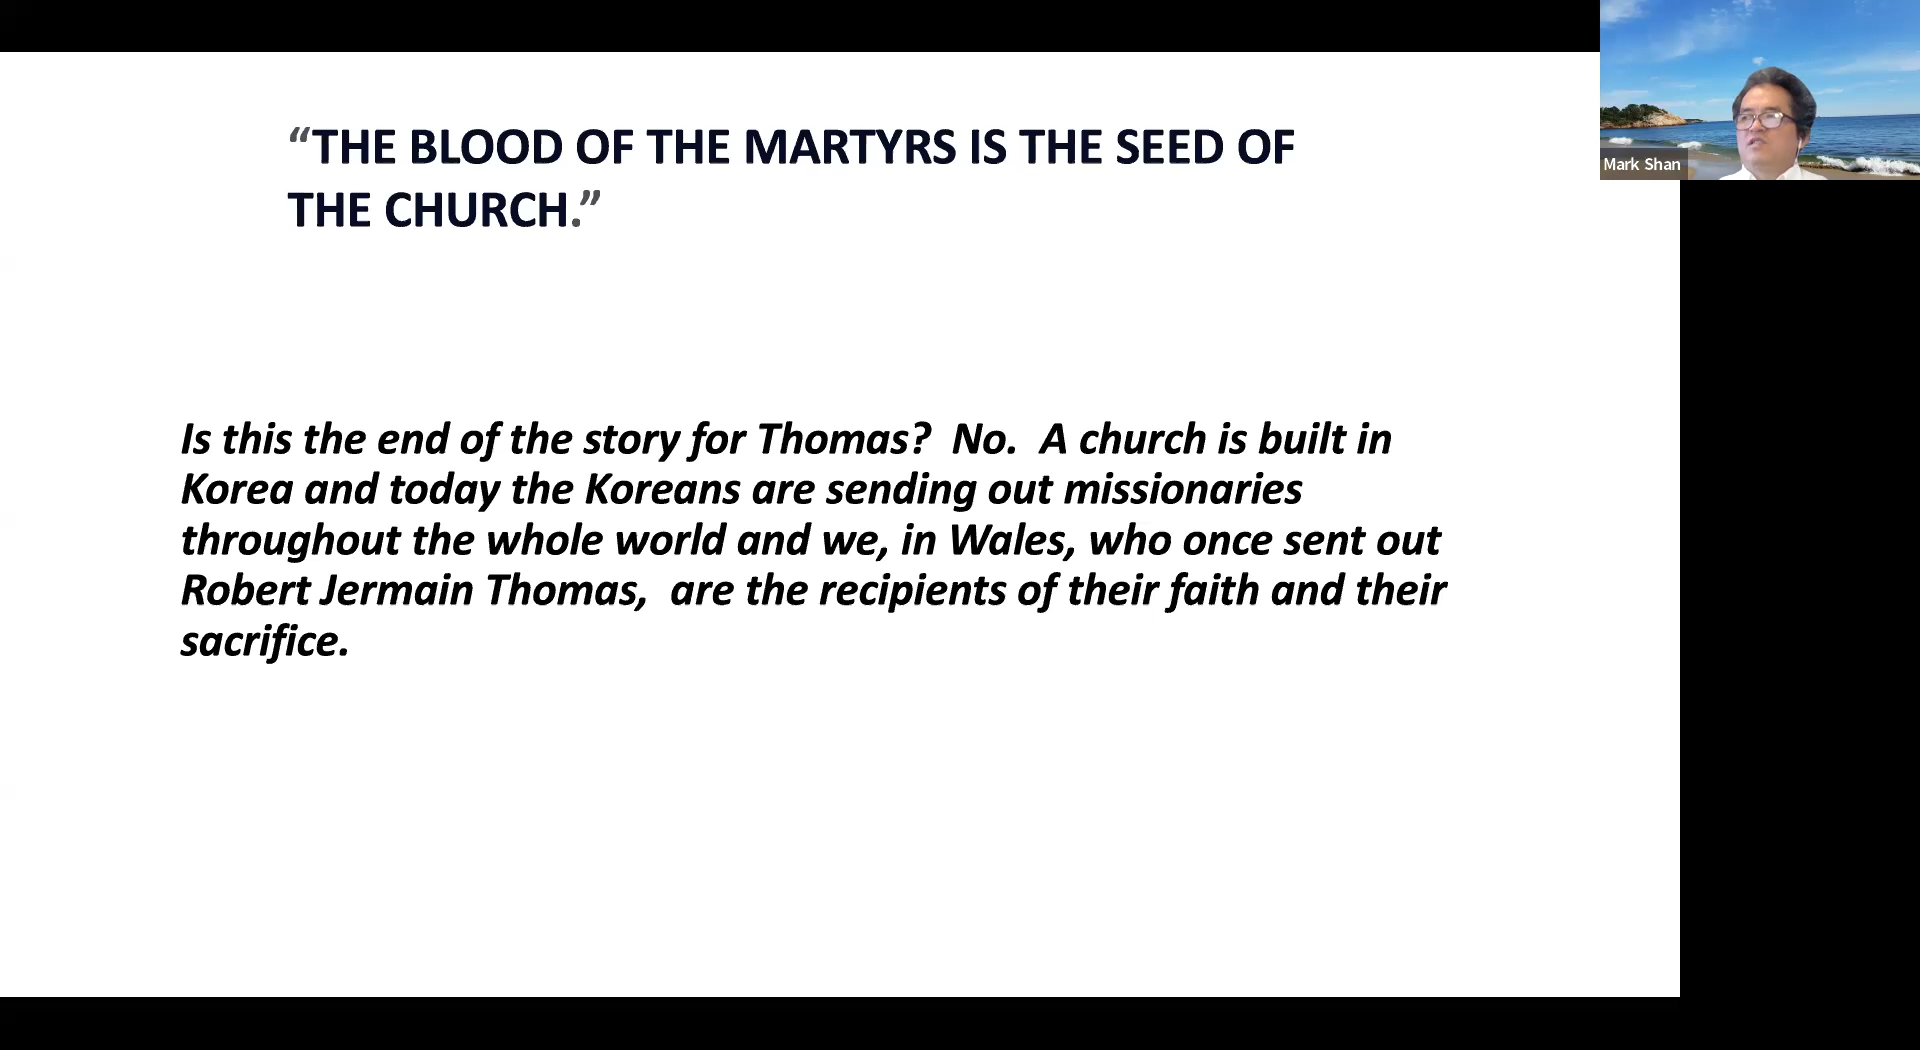 “THE BLOOD OF THE MARTYRS IS THE SEED OF
THE CHURCH.”
Mark Shan
Is this the end of the story for Thomas?  No.  A church is built in
Korea and today the Koreans are sending out missionaries
throughout the whole world and we, in Wales, who once sent out
Robert Jermain Thomas,  are the recipients of their faith and their
sacrifice.